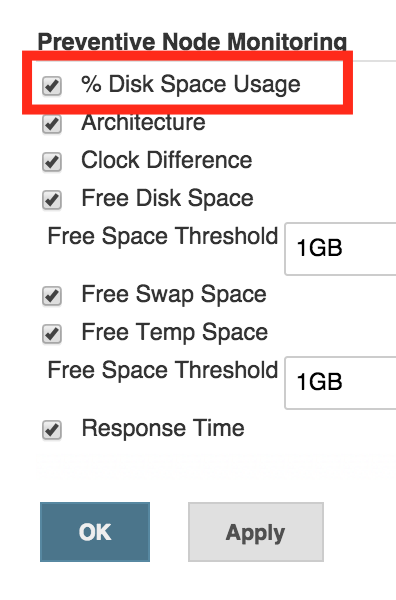 Preventive Node Monitoring
% Disk Space Usage
Architecture
Clock Difference
Free Disk Space
Free Space Threshold 1GB
Free Swap Space
Free Temp Space
Free Space Threshold 1GB
Response Time
OK Apply